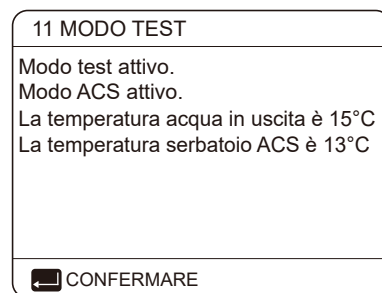 11 MODO TEST
Modo test attivo.
Modo ACS attivo.
La temperatura acqua in uscita è 15°C
La temperatura serbatoio ACS è 13°C
CONFERMARE